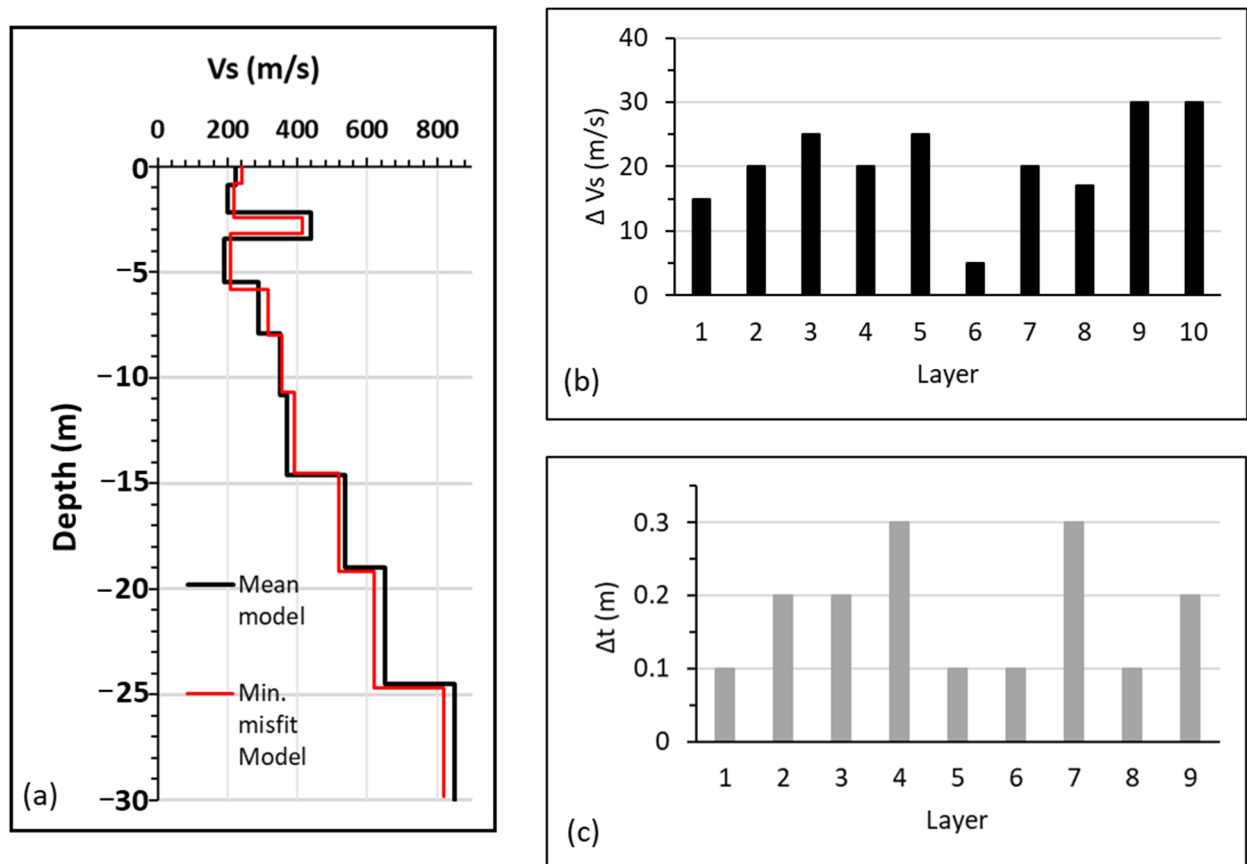 Vs (m/s)
0 200 400 600 800
0
−5
−10
−15
−20
−25
−30
Depth (m)
Mean
model
Min.
misfit
Model
(a)
40
30
20
10
0
Δ Vs (m/s)
1 2 3 4 5 6 7 8 9 10
Layer
(b)
0.3
0.2
0.1
0
Δt (m)
1 2 3 4 5 6 7 8 9
Layer
(c)